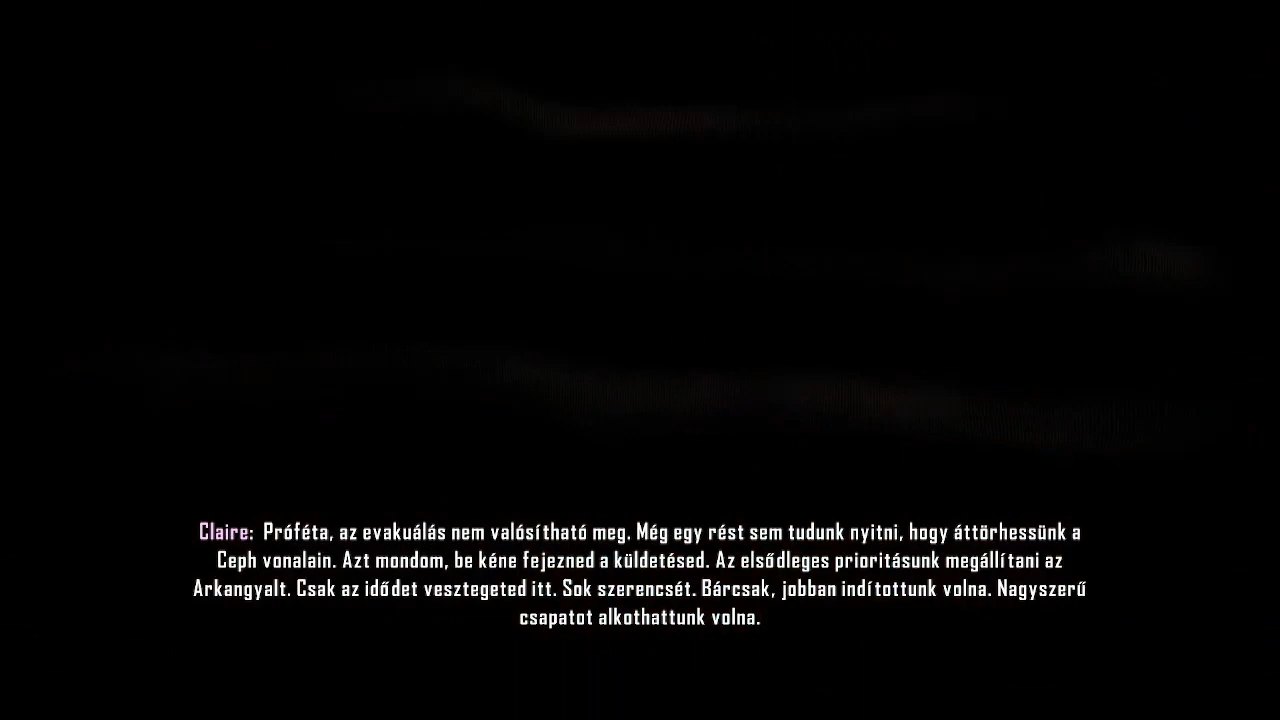 Claire: Próféta, az evakuálás nem valósítható meg. Még egy rést sem tudunk nyitni, hogy áttörhessünk a
Ceph vonalain. Azt mondom, be kéne fejezned a küldetésed. Az elsődleges prioritásunk megállítani az
Arkangyalt. Csak az idődet vesztegeted itt. Sok szerencsét. Bárcsak, jobban indítottunk volna. Nagyszerű
csapatot alkothattunk volna.